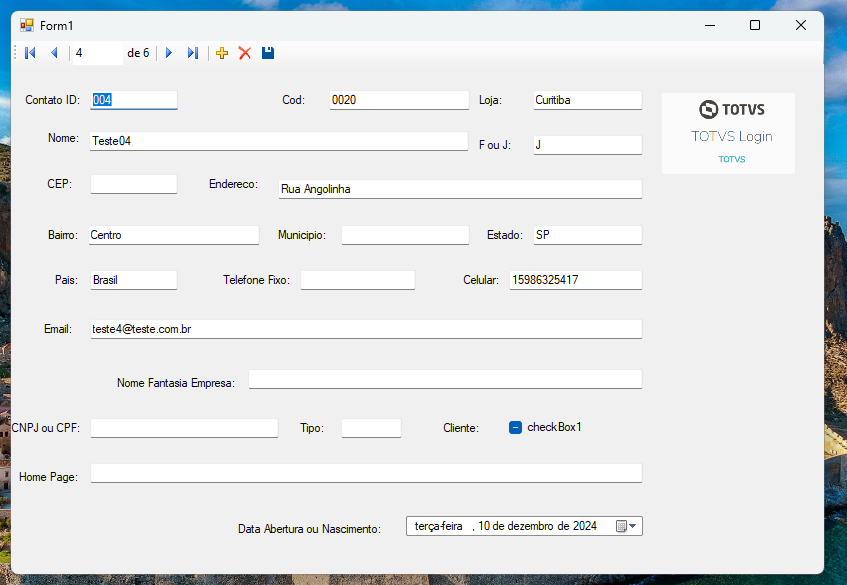 Form1
4 de 6
Contato ID: 004 Cod: 0020 Loja: Curitiba
TOTVS
TOTVS Login
TOTVS
Nome: Teste04 F ou J: J
CEP: Endereco: Rua Angolinha
Bairro: Centro Municipio: Estado: SP
Pais: Brasil Telefone Fixo: Celular: 15986325417
Email: teste4@teste.com.br
Nome Fantasia Empresa:
CNPJ ou CPF: Tipo: Cliente: checkBox1
Home Page:
Data Abertura ou Nascimento: terça-feira , 10 de dezembro de 2024